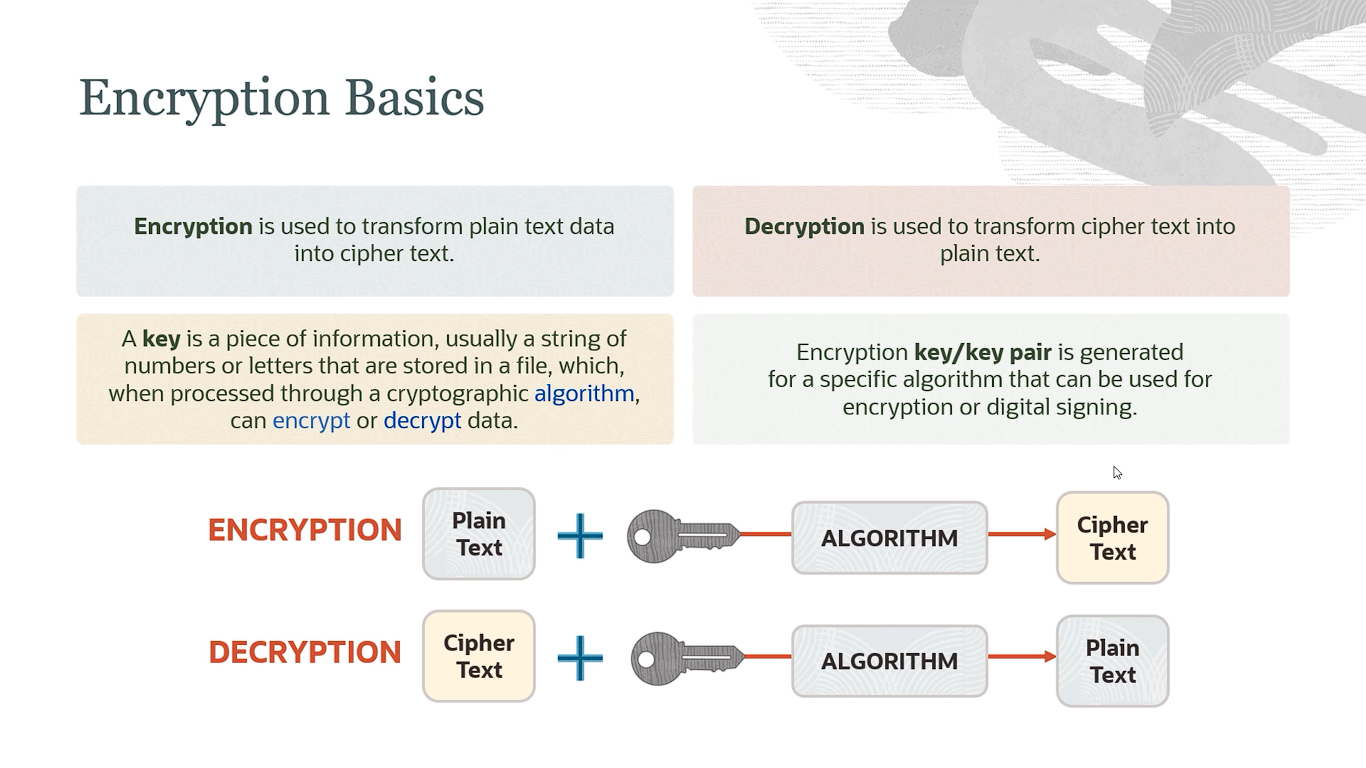 Encryption Basics
Encryption is used to transform plain text data
into cipher text.
Decryption is used to transform cipher text into
plain text.
A key is a piece of information, usually a string of
numbers or letters that are stored in a file, which,
when processed through a cryptographic algorithm,
can encrypt or decrypt data.
Encryption key/key pair is generated
for a specific algorithm that can be used for
encryption or digital signing.
ENCRYPTION
Plain
Text
ALGORITHM
Cipher
Text
DECRYPTION
Cipher
Text
ALGORITHM
Plain
Text